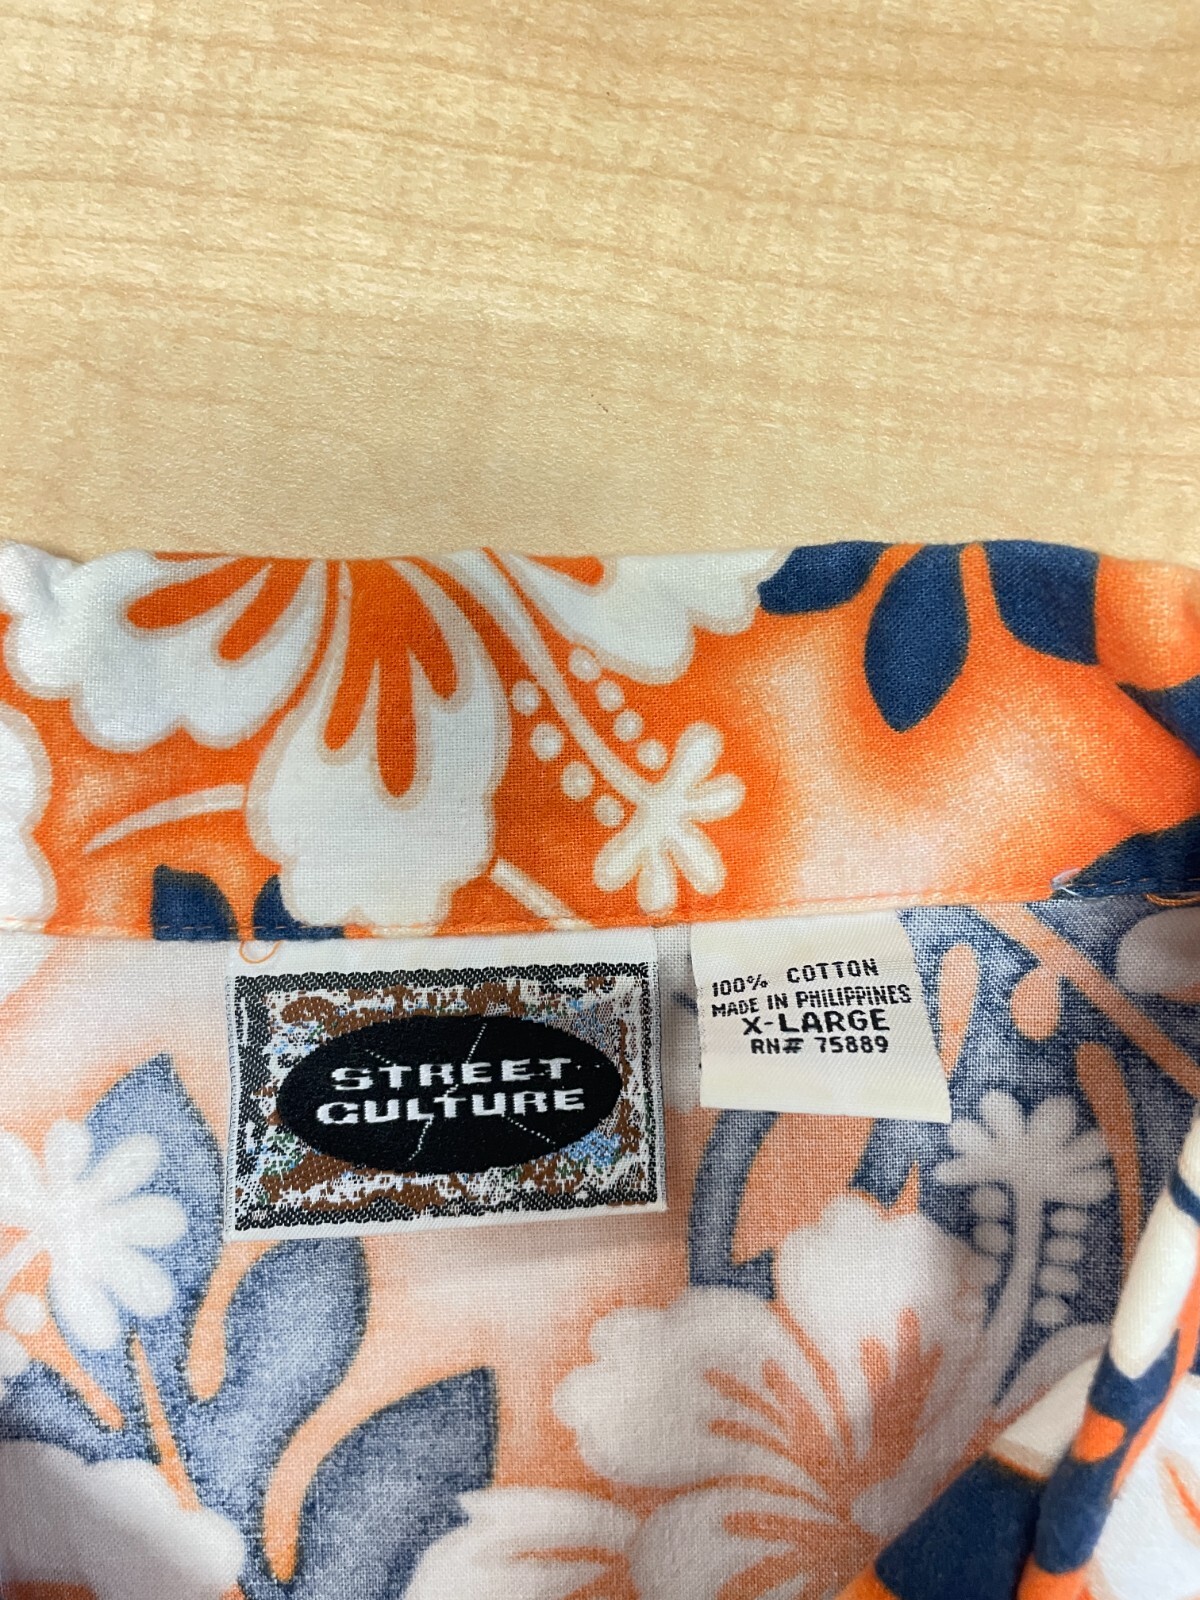 STREET
CULTURE
100% COTTON
MADE IN PHILIPPINES
X-LARGE
RN# 75889